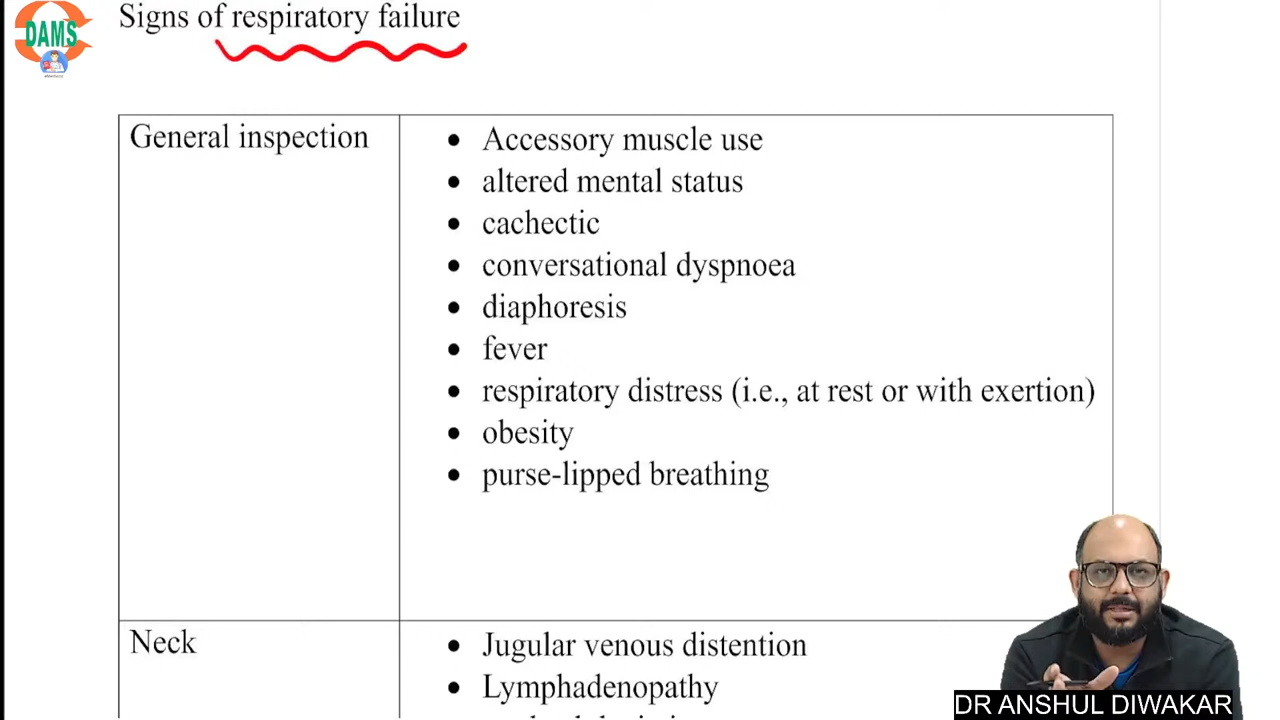 DAMS
Signs of respiratory failure
General inspection
• Accessory muscle use
• altered mental status
• cachectic
• conversational dyspnoea
• diaphoresis
• fever
• respiratory distress (i.e., at rest or with exertion)
• obesity
• purse-lipped breathing
Neck
• Jugular venous distention
• Lymphadenopathy
DR ANSHUL DIWAKAR